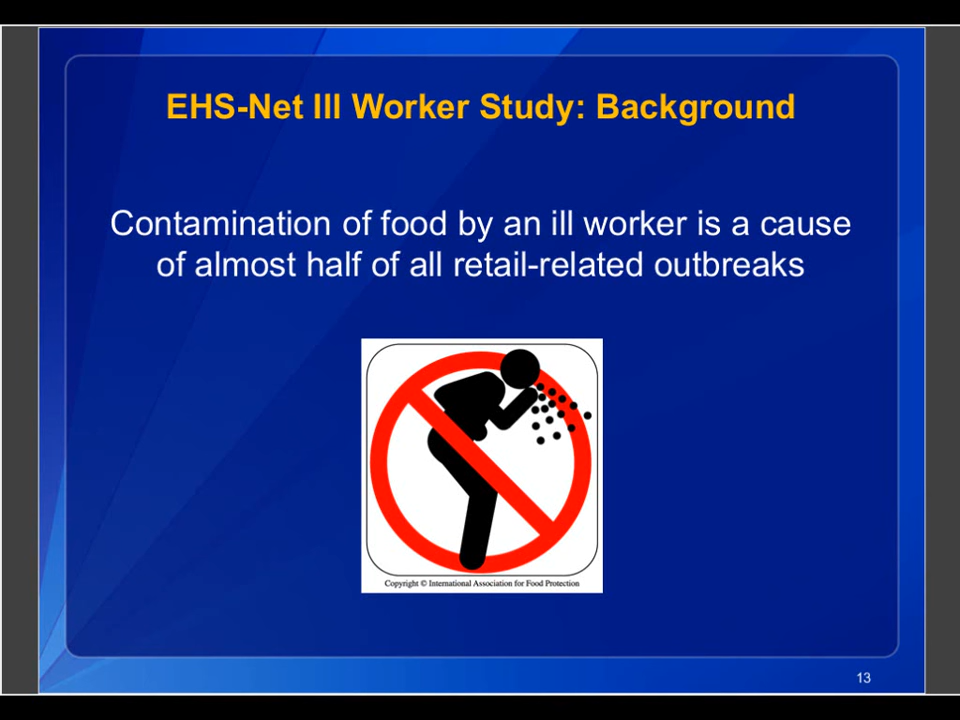 EHS-Net Ill Worker Study: Background
Contamination of food by an ill worker is a cause
of almost half of all retail-related outbreaks
Copyright © International Association for Food Protection
13